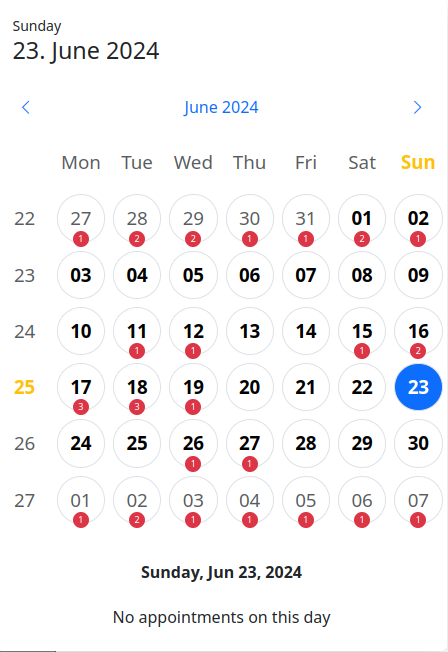 Sunday
23. June 2024
June 2024
Mon Tue Wed Thu Fri Sat Sun
22 27 28 29 30 31 01 02
1 2 2 1 1 2 1
23 03 04 05 06 07 08 09
24 10 11 12 13 14 15 16
1 1 1 2
25 17 18 19 20 21 22 23
3 3 1
26 24 25 26 27 28 29 30
1 1
27 01 02 03 04 05 06 07
1 2 1 1 1 1 1
Sunday, Jun 23, 2024
No appointments on this day